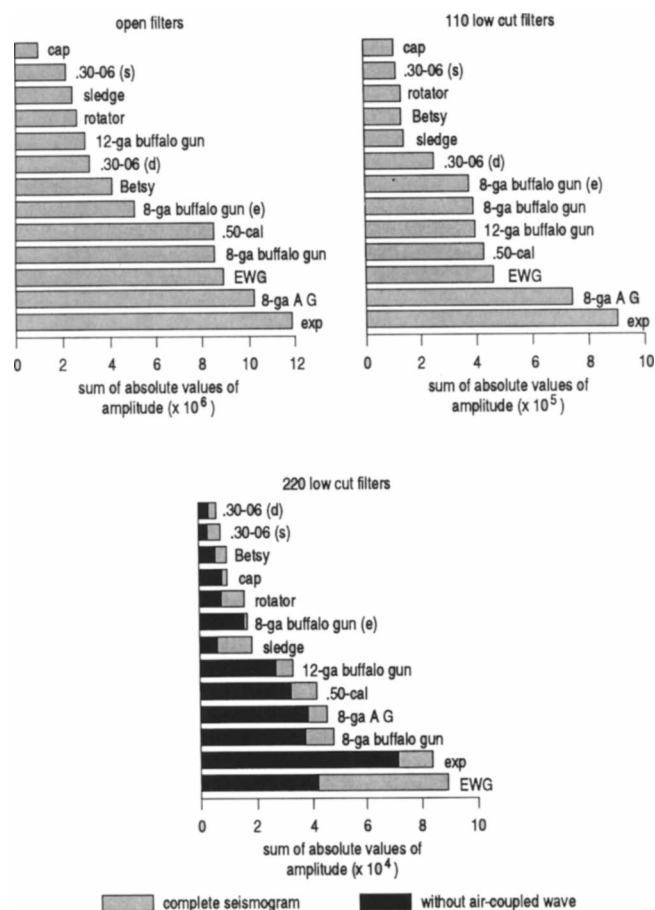 open filters
cap
.30-06 (s)
sledge
rotator
12-ga buffalo gun
.30-06 (d)
Betsy
8-ga buffalo gun (e)
.50-cal
8-ga buffalo gun
EWG
8-ga A G
exp
0 2 4 6 8 10 12
sum of absolute values of
amplitude (x 10⁶)
110 low cut filters
cap
.30-06 (s)
rotator
Betsy
sledge
.30-06 (d)
8-ga buffalo gun (e)
8-ga buffalo gun
12-ga buffalo gun
.50-cal
EWG
8-ga A G
exp
0 2 4 6 8 10
sum of absolute values of
amplitude (x 10⁵)
220 low cut filters
.30-06 (d)
.30-06 (s)
Betsy
cap
rotator
8-ga buffalo gun (e)
sledge
12-ga buffalo gun
.50-cal
8-ga A G
8-ga buffalo gun
exp
EWG
0 2 4 6 8 10
sum of absolute values of
amplitude (x 10⁴)
complete seismogram without air-coupled wave